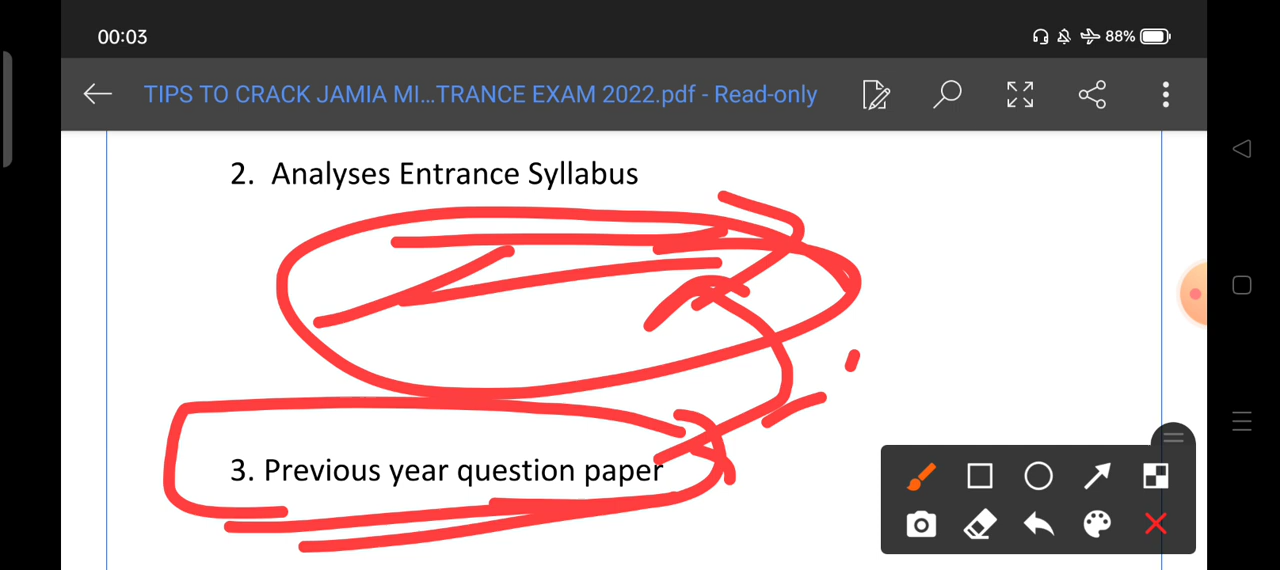 00:03
88%
TIPS TO CRACK JAMIA MI...TRANCE EXAM 2022.pdf - Read-only
2. Analyses Entrance Syllabus
3. Previous year question paper